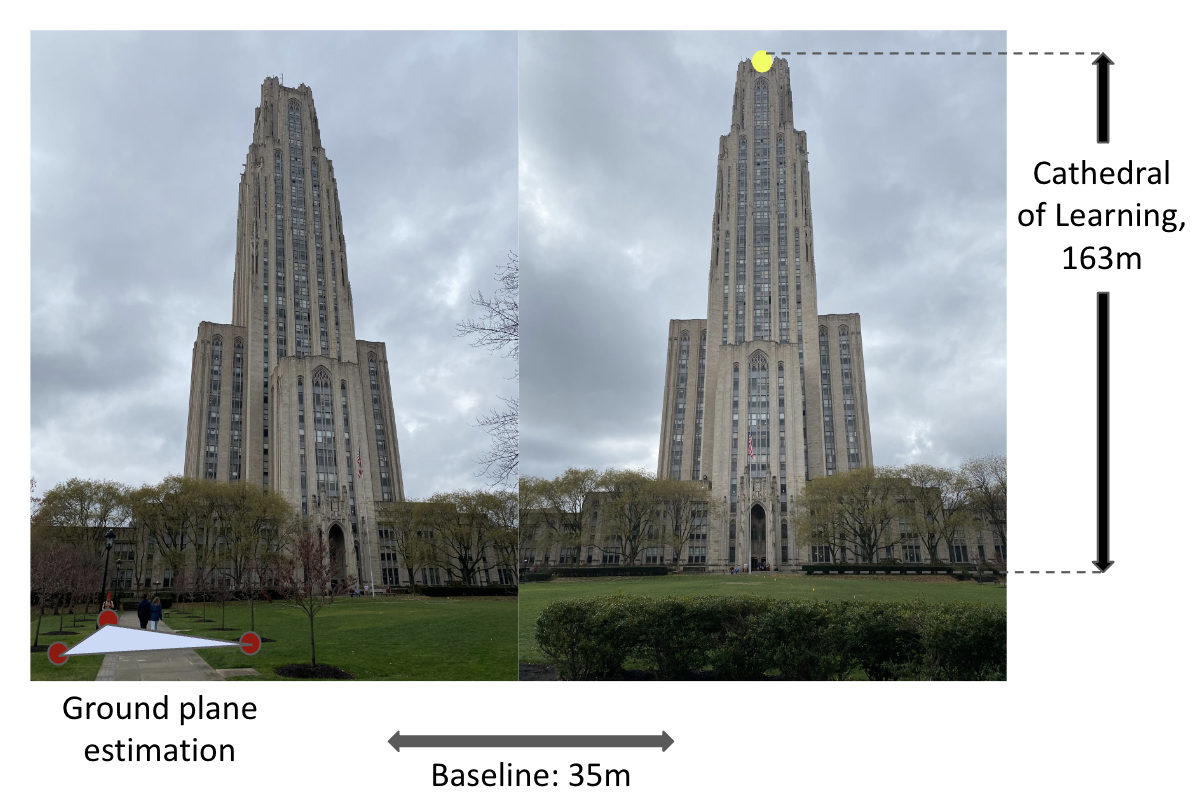 Cathedral
of Learning,
163m
Ground plane
estimation
Baseline: 35m